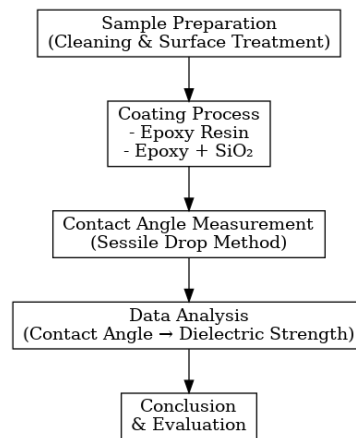 Sample Preparation
(Cleaning & Surface Treatment)
Coating Process
- Epoxy Resin
- Epoxy + SiO₂
Contact Angle Measurement
(Sessile Drop Method)
Data Analysis
(Contact Angle → Dielectric Strength)
Conclusion
& Evaluation